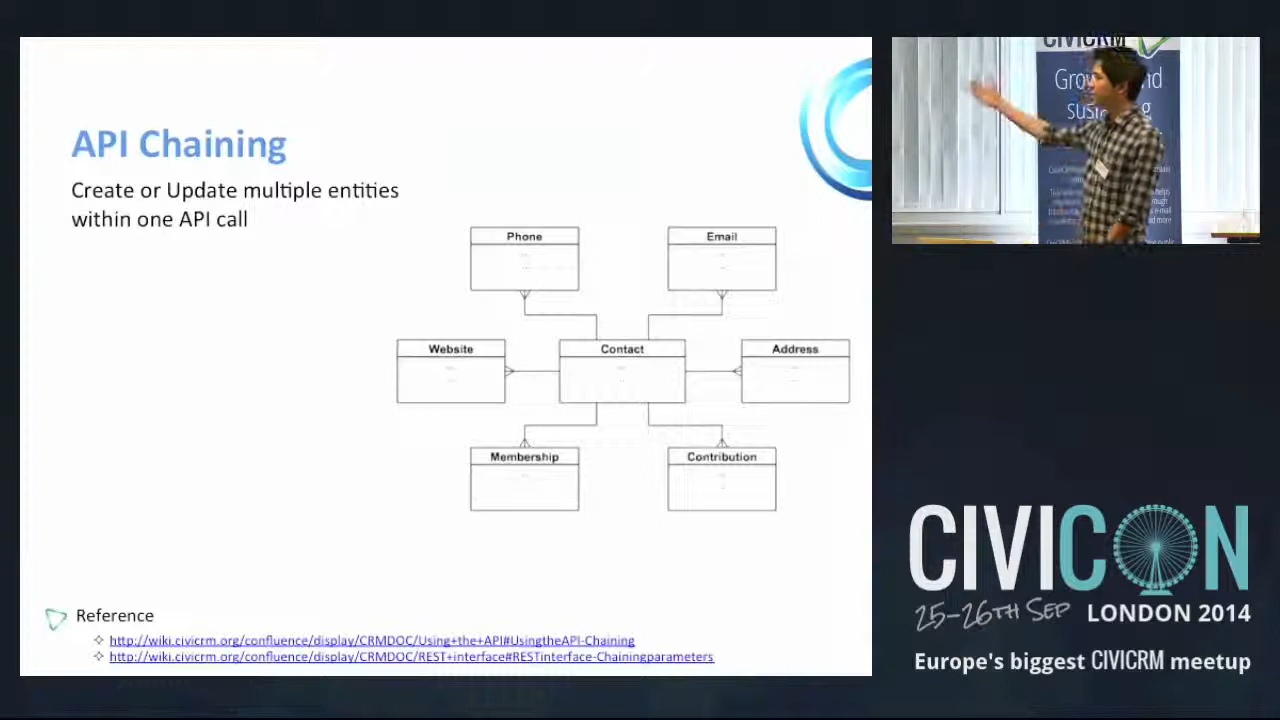 API Chaining
Create or Update multiple entities
within one API call
Phone
Email
Website
Contact
Address
Membership
Contribution
Reference
http://wiki.civicrm.org/confluence/display/CRMDOC/Using+the+API#UsingtheAPI-Chaining
http://wiki.civicrm.org/confluence/display/CRMDOC/REST+interface#RESTinterface-Chainingparameters
CIVICRM
CIVICON
25-26TH SEP LONDON 2014
Europe's biggest CIVICRM meetup